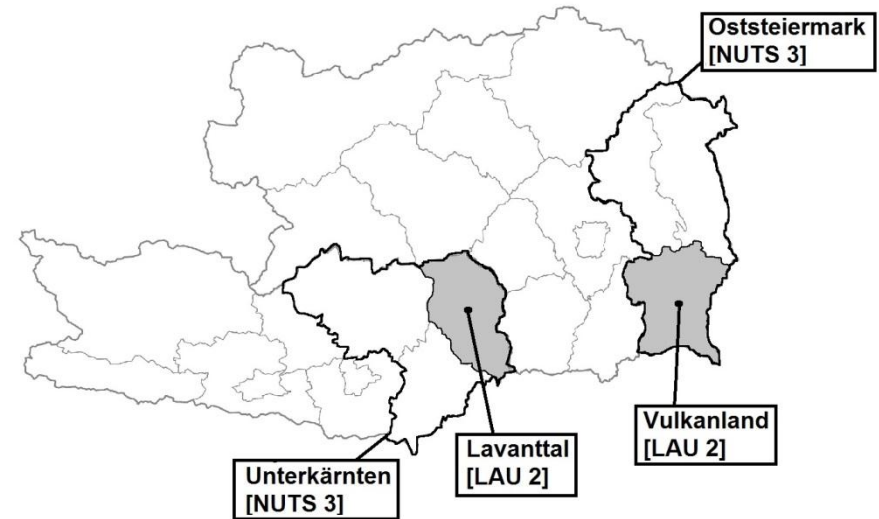 Oststeiermark
[NUTS 3]
Vulkanland
[LAU 2]
Lavanttal
[LAU 2]
Unterkärnten
[NUTS 3]